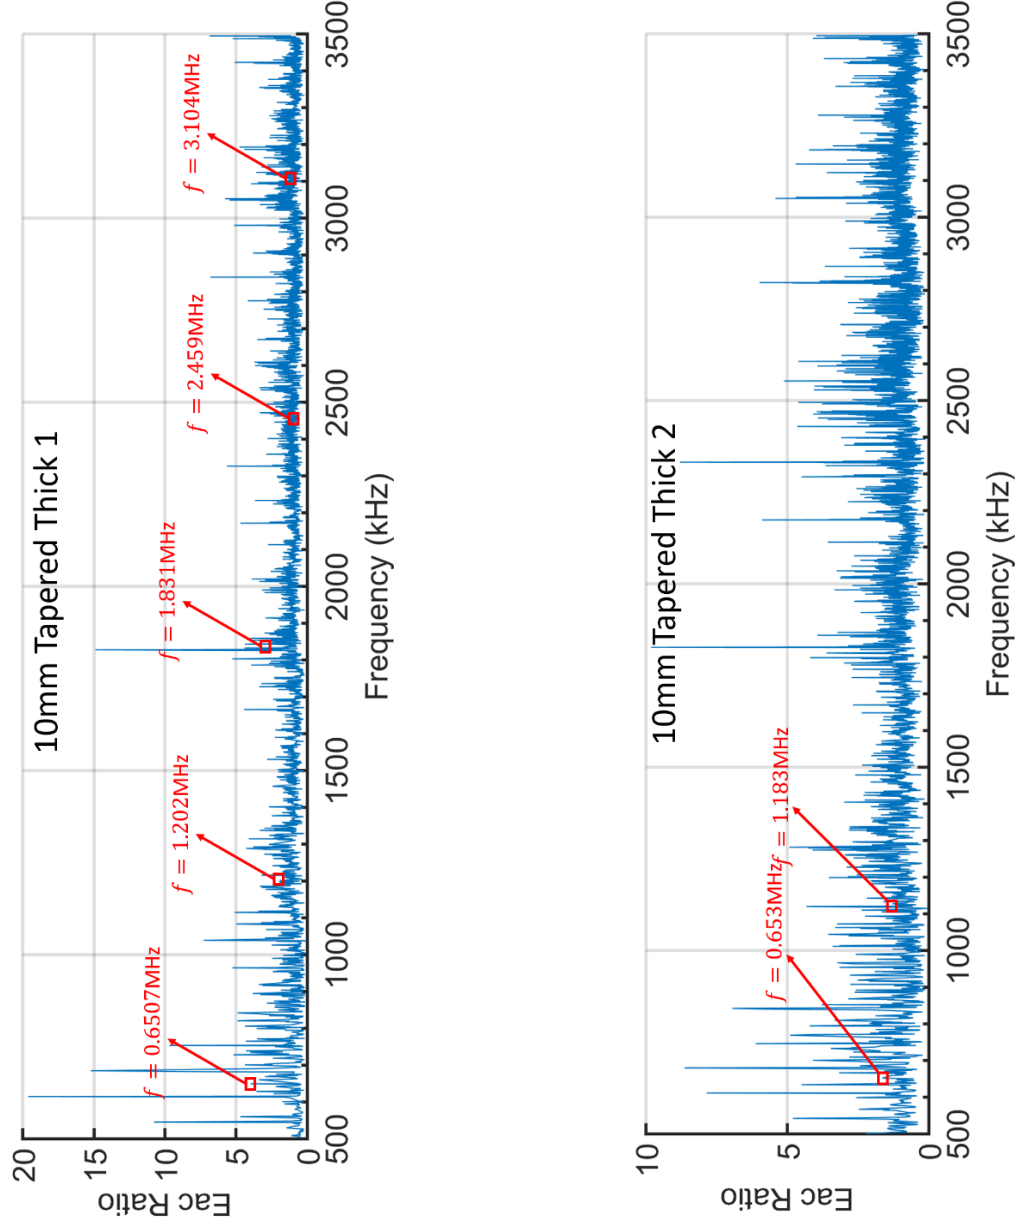 10mm Tapered Thick 1
Eac Ratio
20
15
10
5
0
f = 0.6507MHz
f = 1.202MHz
f = 1.831MHz
f = 2.459MHz
f = 3.104MHz
500
1000
1500
2000
2500
3000
3500
Frequency (kHz)
10mm Tapered Thick 2
Eac Ratio
10
5
0
f = 0.653MHz
f = 1.183MHz
500
1000
1500
2000
2500
3000
3500
Frequency (kHz)